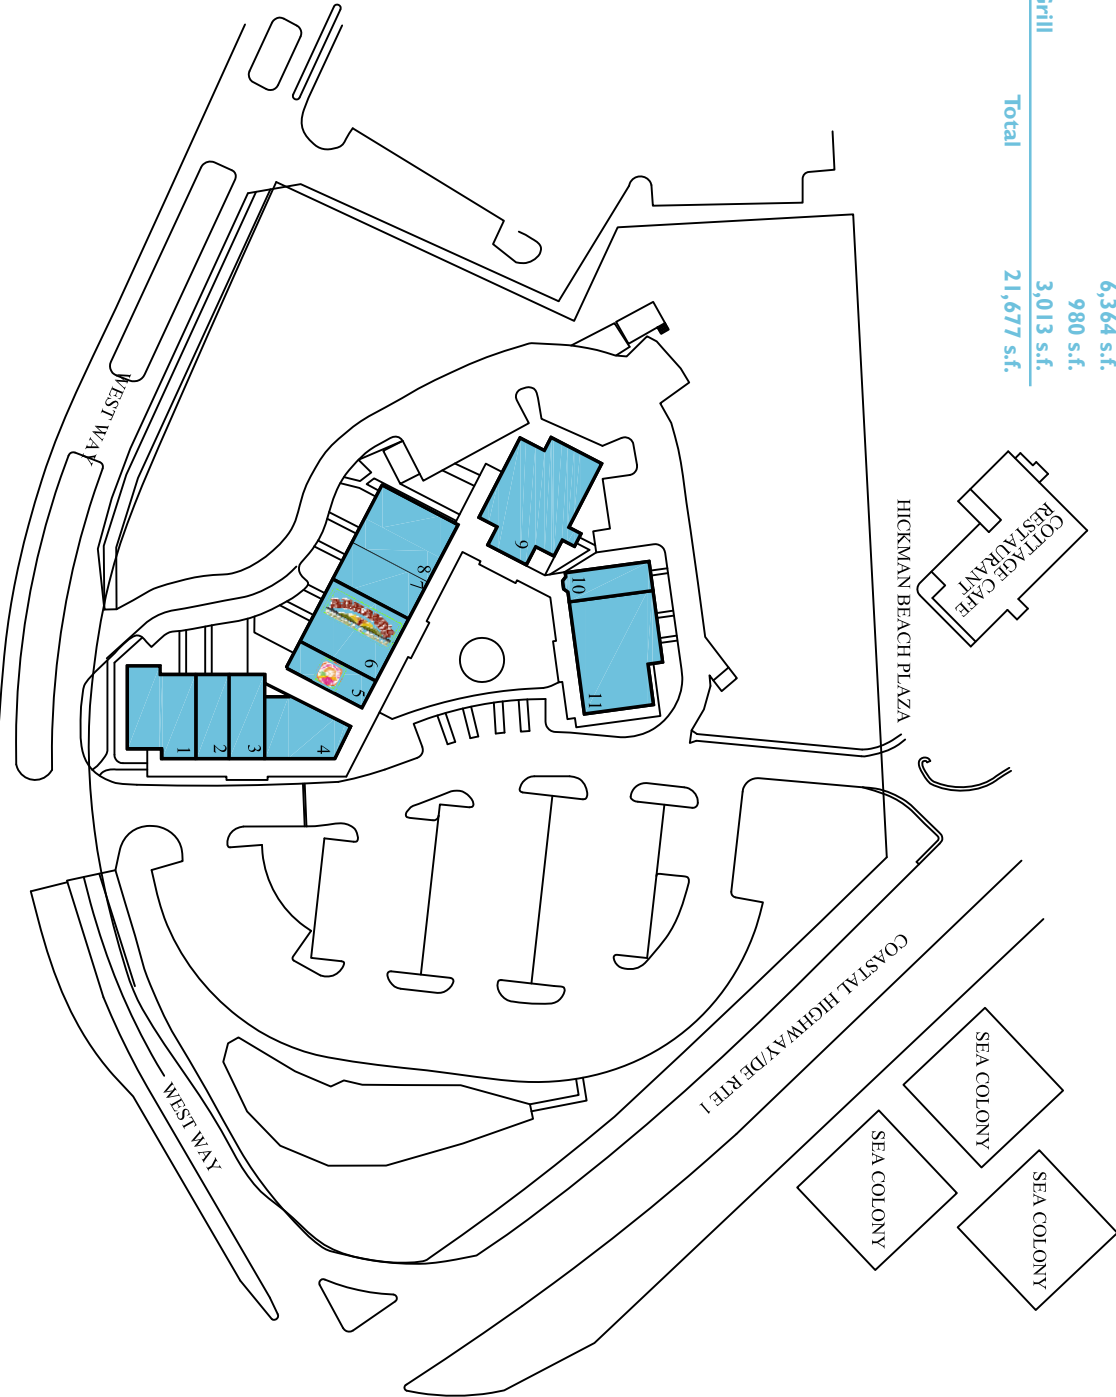 6,364 s.f.
980 s.f.
Grill 3,013 s.f.
Total 21,677 s.f.
COTTAGE CAFE
RESTAURANT
HICKMAN BEACH PLAZA
WEST WAY
9
10
11
8
7
6
5
4
3
2
1
COASTAL HIGHWAY/DE RTE 1
SEA COLONY
SEA COLONY
SEA COLONY
WEST WAY